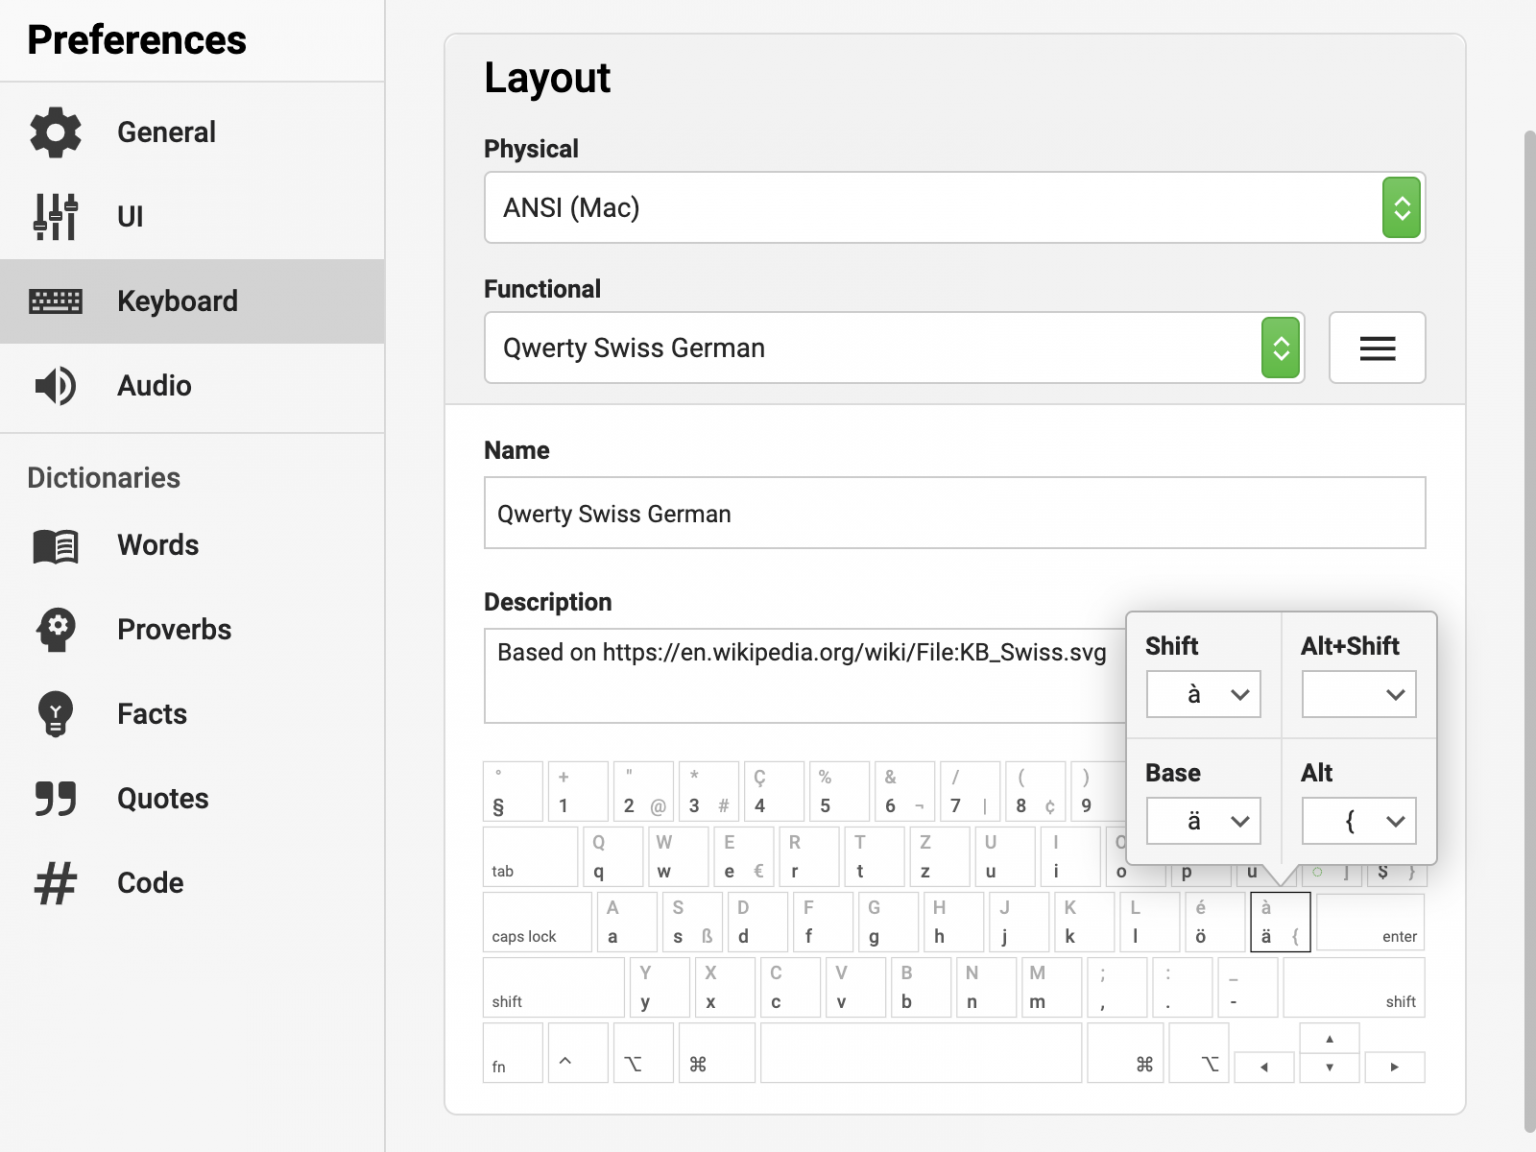 Preferences
General
UI
Keyboard
Audio
Dictionaries
Words
Proverbs
Facts
Quotes
Code
Layout
Physical
ANSI (Mac)
Functional
Qwerty Swiss German
Name
Qwerty Swiss German
Description
Based on https://en.wikipedia.org/wiki/File:KB_Swiss.svg
Shift Alt+Shift
à
Base Alt
ä {
° + " * Ç % & / ( )
§ 1 2 @ 3 # 4 5 6 ¬ 7 | 8 ¢ 9
Q W E R T Z U I O
tab q w e € r t z u i o p $ }
A S D F G H J K L é à
caps lock a s ß d f g h j k l ö ä { enter
Y X C V B N M ; : _
shift y x c v b n m , . - shift
fn ^ ⌥ ⌘ ⌘ ⌥ ◂ ▴ ▾ ▸